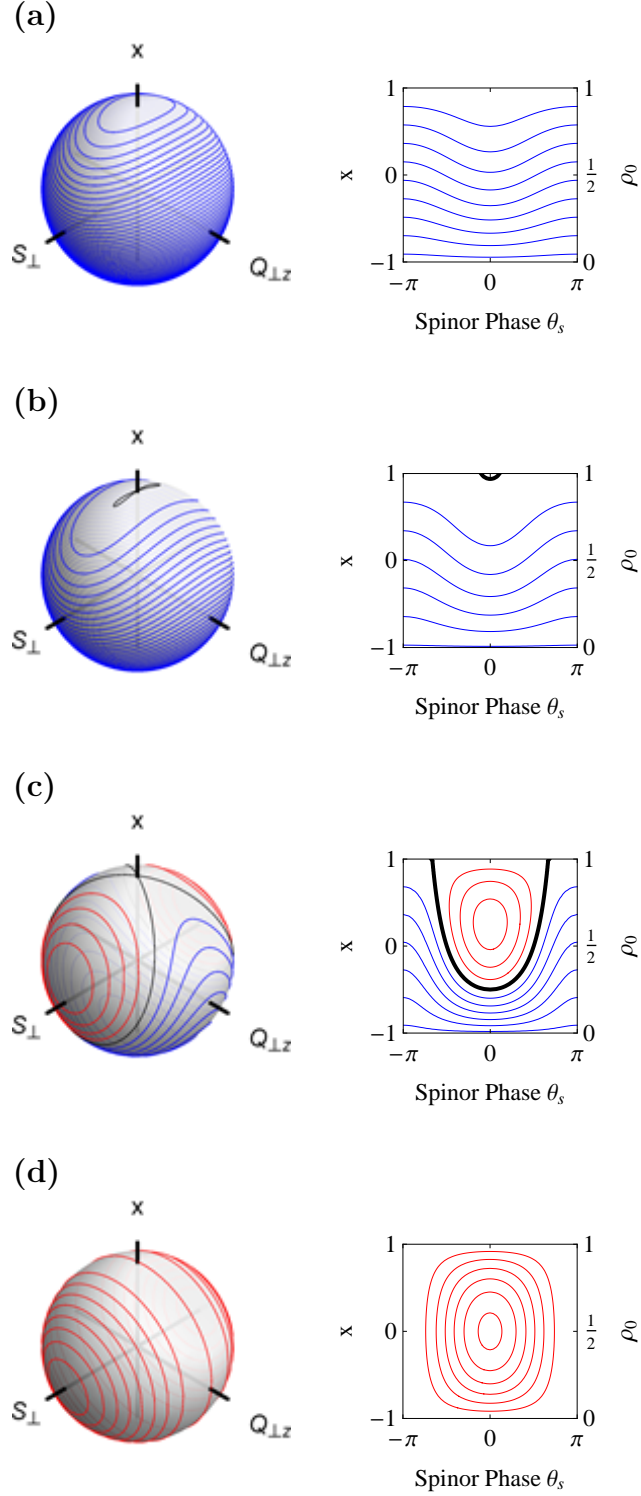 (a)
x
S⊥
Q⊥z
1
0
−1
x
1
1/2
0
ρ0
−π
0
π
Spinor Phase θs
(b)
x
S⊥
Q⊥z
1
0
−1
x
1
1/2
0
ρ0
−π
0
π
Spinor Phase θs
(c)
x
S⊥
Q⊥z
1
0
−1
x
1
1/2
0
ρ0
−π
0
π
Spinor Phase θs
(d)
x
S⊥
Q⊥z
1
0
−1
x
1
1/2
0
ρ0
−π
0
π
Spinor Phase θs